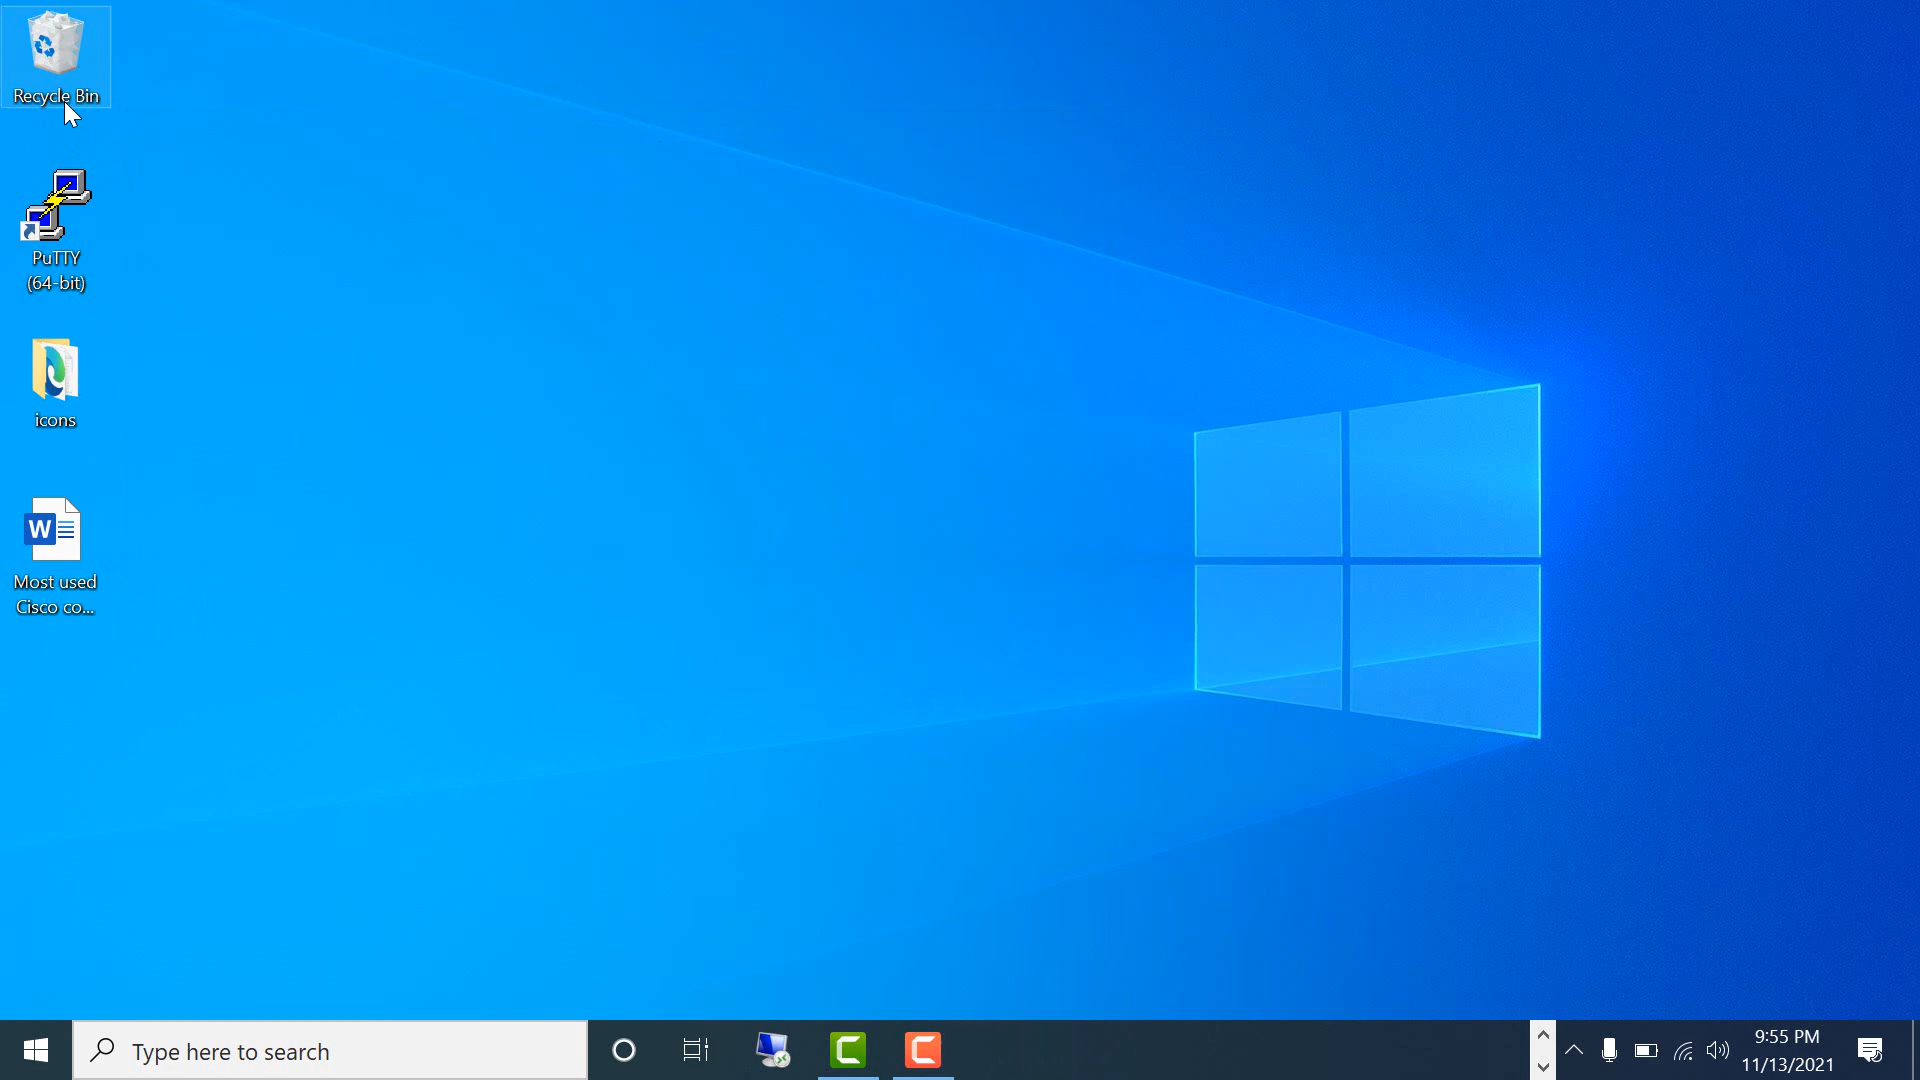 Recycle Bin
PuTTY
(64-bit)
icons
W
Most used
Cisco co...
Type here to search
9:55 PM
11/13/2021